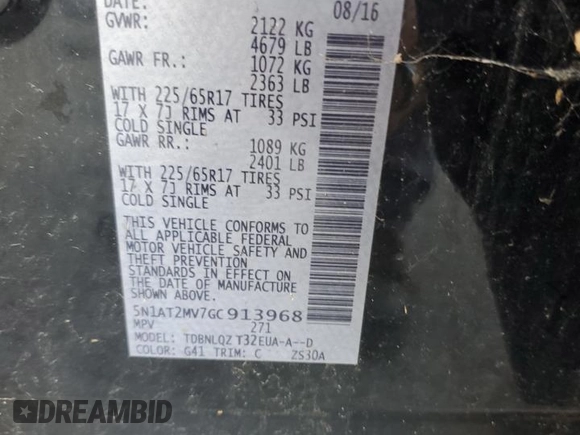 DATE: 08/16
GVWR: 2122 KG
4679 LB
GAWR FR.: 1072 KG
2363 LB
WITH 225/65R17 TIRES
17 X 7J RIMS AT 33 PSI
COLD SINGLE
GAWR RR.: 1089 KG
2401 LB
WITH 225/65R17 TIRES
17 X 7J RIMS AT 33 PSI
COLD SINGLE
THIS VEHICLE CONFORMS TO
ALL APPLICABLE FEDERAL
MOTOR VEHICLE SAFETY AND
THEFT PREVENTION
STANDARDS IN EFFECT ON
THE DATE OF MANUFACTURE
SHOWN ABOVE.
5N1AT2MV7GC913968
MPV 271
MODEL: TDBNLQZ T32EUA-A--D
COLOR: G41 TRIM: C 2S30A
DREAMBID
.com